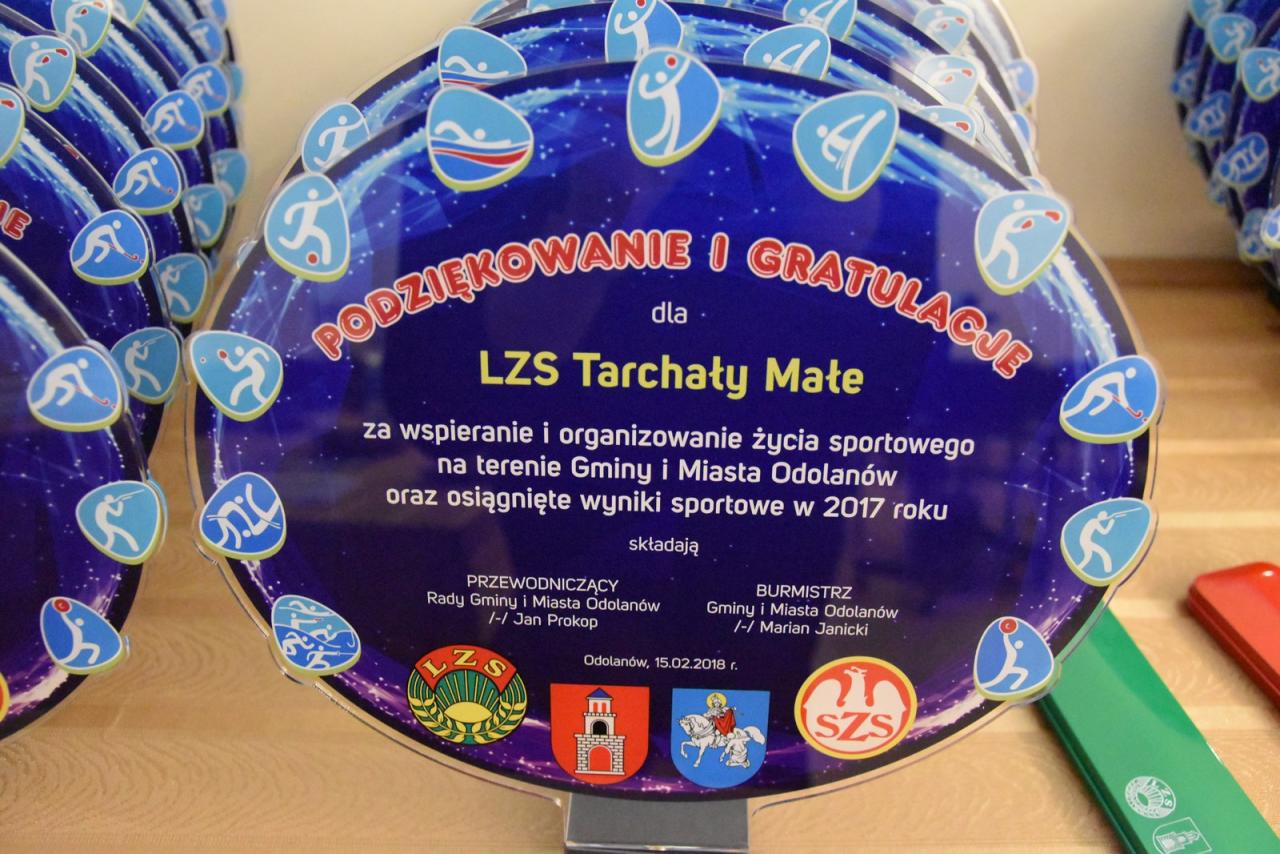 PODZIĘKOWANIE I GRATULACJE
dla
LZS Tarchały Małe
za wspieranie i organizowanie życia sportowego
na terenie Gminy i Miasta Odolanów
oraz osiągnięte wyniki sportowe w 2017 roku
składają
PRZEWODNICZĄCY
Rady Gminy i Miasta Odolanów
/-/ Jan Prokop
BURMISTRZ
Gminy i Miasta Odolanów
/-/ Marian Janicki
Odolanów, 15.02.2018 r.
LZS
SZS
LZS